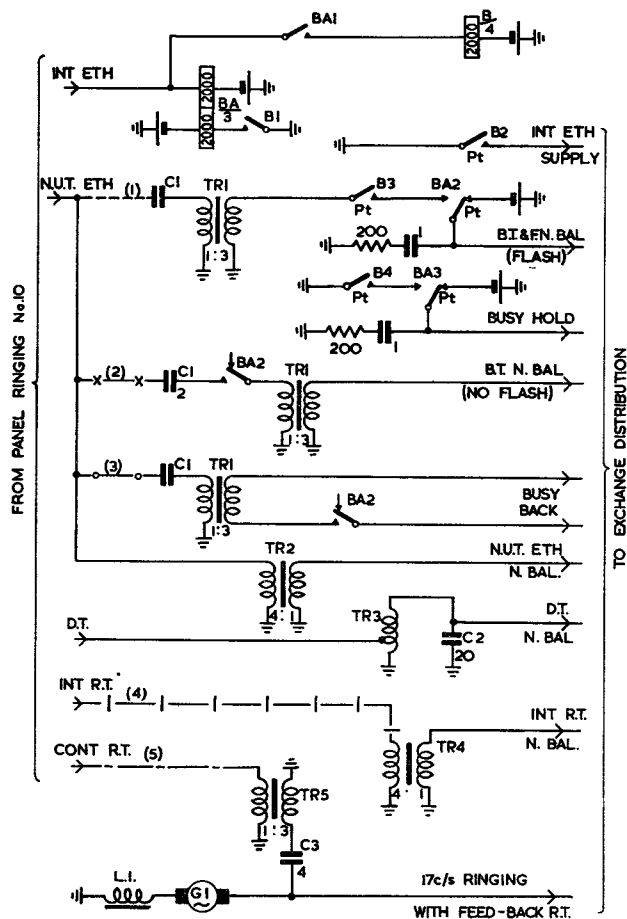 BA1
B
4
2000
INT ETH
2000
BA
3
2000
B1
B2
INT ETH
Pt
SUPPLY
N.U.T. ETH
(1)
C1
TR1
B3
BA2
Pt
Pt
1:3
200
1
B.T.&F.N. BAL
(FLASH)
B4
BA3
Pt
Pt
200
1
BUSY HOLD
(2)
C1
2
BA2
TR1
B.T. N. BAL
(NO FLASH)
1:3
(3)
C1
TR1
BUSY
BACK
BA2
1:3
TR2
N.U.T. ETH
N. BAL.
4:1
D.T.
TR3
D.T.
N. BAL
C2
20
INT R.T.
(4)
INT R.T.
N. BAL.
TR4
4:1
CONT R.T.
(5)
TR5
1:3
C3
4
L.I.
G1
17c/s RINGING
WITH FEED-BACK R.T.
FROM PANEL RINGING No.10
TO EXCHANGE DISTRIBUTION